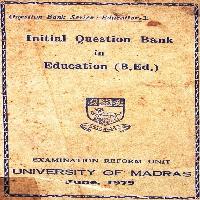 Question Bank Series: Education-1
Initial Question Bank
in
Education (B.Ed.)
EXAMINATION REFORM UNIT
UNIVERSITY OF MADRAS
June, 1975